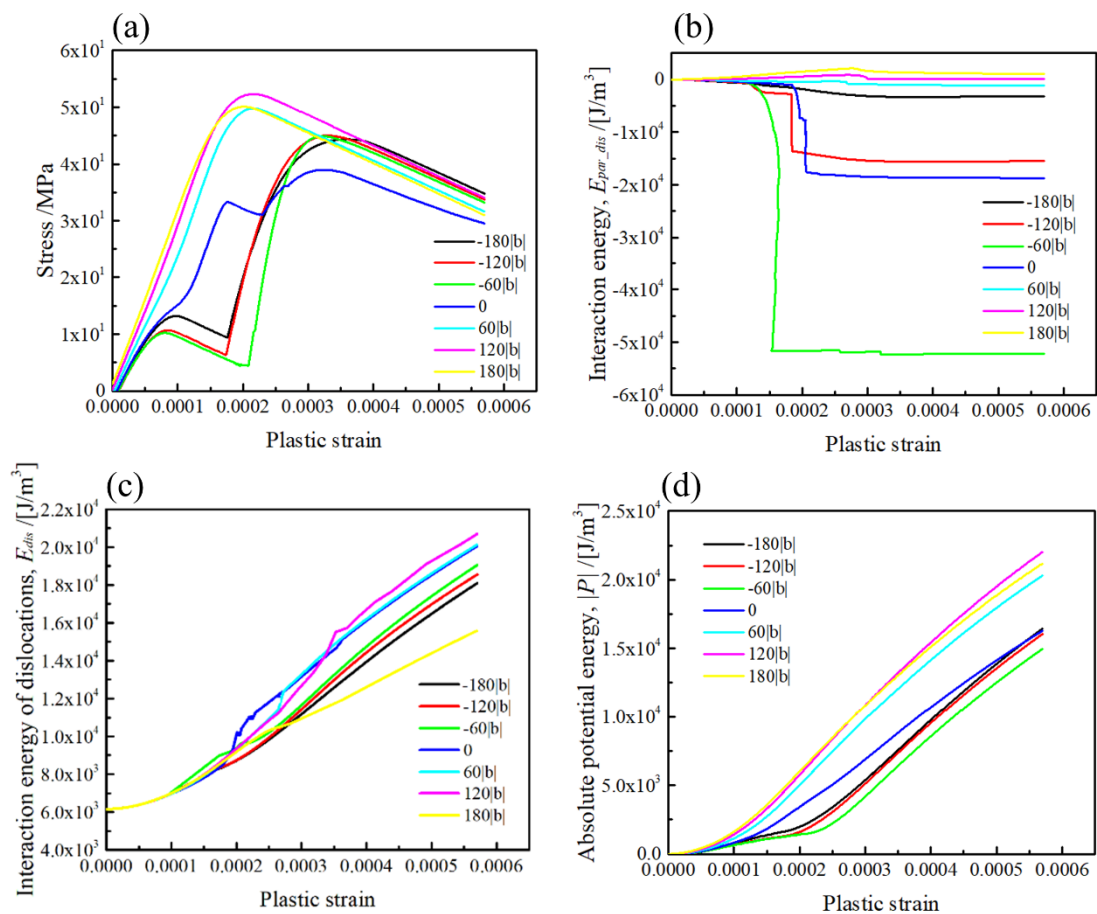 (a)
6x10¹
5x10¹
4x10¹
3x10¹
2x10¹
1x10¹
0
Stress /MPa
-180|b|
-120|b|
-60|b|
0
60|b|
120|b|
180|b|
0.0000 0.0001 0.0002 0.0003 0.0004 0.0005 0.0006
Plastic strain
(b)
0
-1x10⁴
-2x10⁴
-3x10⁴
-4x10⁴
-5x10⁴
-6x10⁴
Interaction energy, E_par_dis /[J/m³]
-180|b|
-120|b|
-60|b|
0
60|b|
120|b|
180|b|
0.0000 0.0001 0.0002 0.0003 0.0004 0.0005 0.0006
Plastic strain
(c)
2.2x10⁴
2.0x10⁴
1.8x10⁴
1.6x10⁴
1.4x10⁴
1.2x10⁴
1.0x10⁴
8.0x10³
6.0x10³
4.0x10³
Interaction energy of dislocations, E_dis /[J/m³]
-180|b|
-120|b|
-60|b|
0
60|b|
120|b|
180|b|
0.0000 0.0001 0.0002 0.0003 0.0004 0.0005 0.0006
Plastic strain
(d)
2.5x10⁴
2.0x10⁴
1.5x10⁴
1.0x10⁴
5.0x10³
0.0
Absolute potential energy, |P| /[J/m³]
-180|b|
-120|b|
-60|b|
0
60|b|
120|b|
180|b|
0.0000 0.0001 0.0002 0.0003 0.0004 0.0005 0.0006
Plastic strain